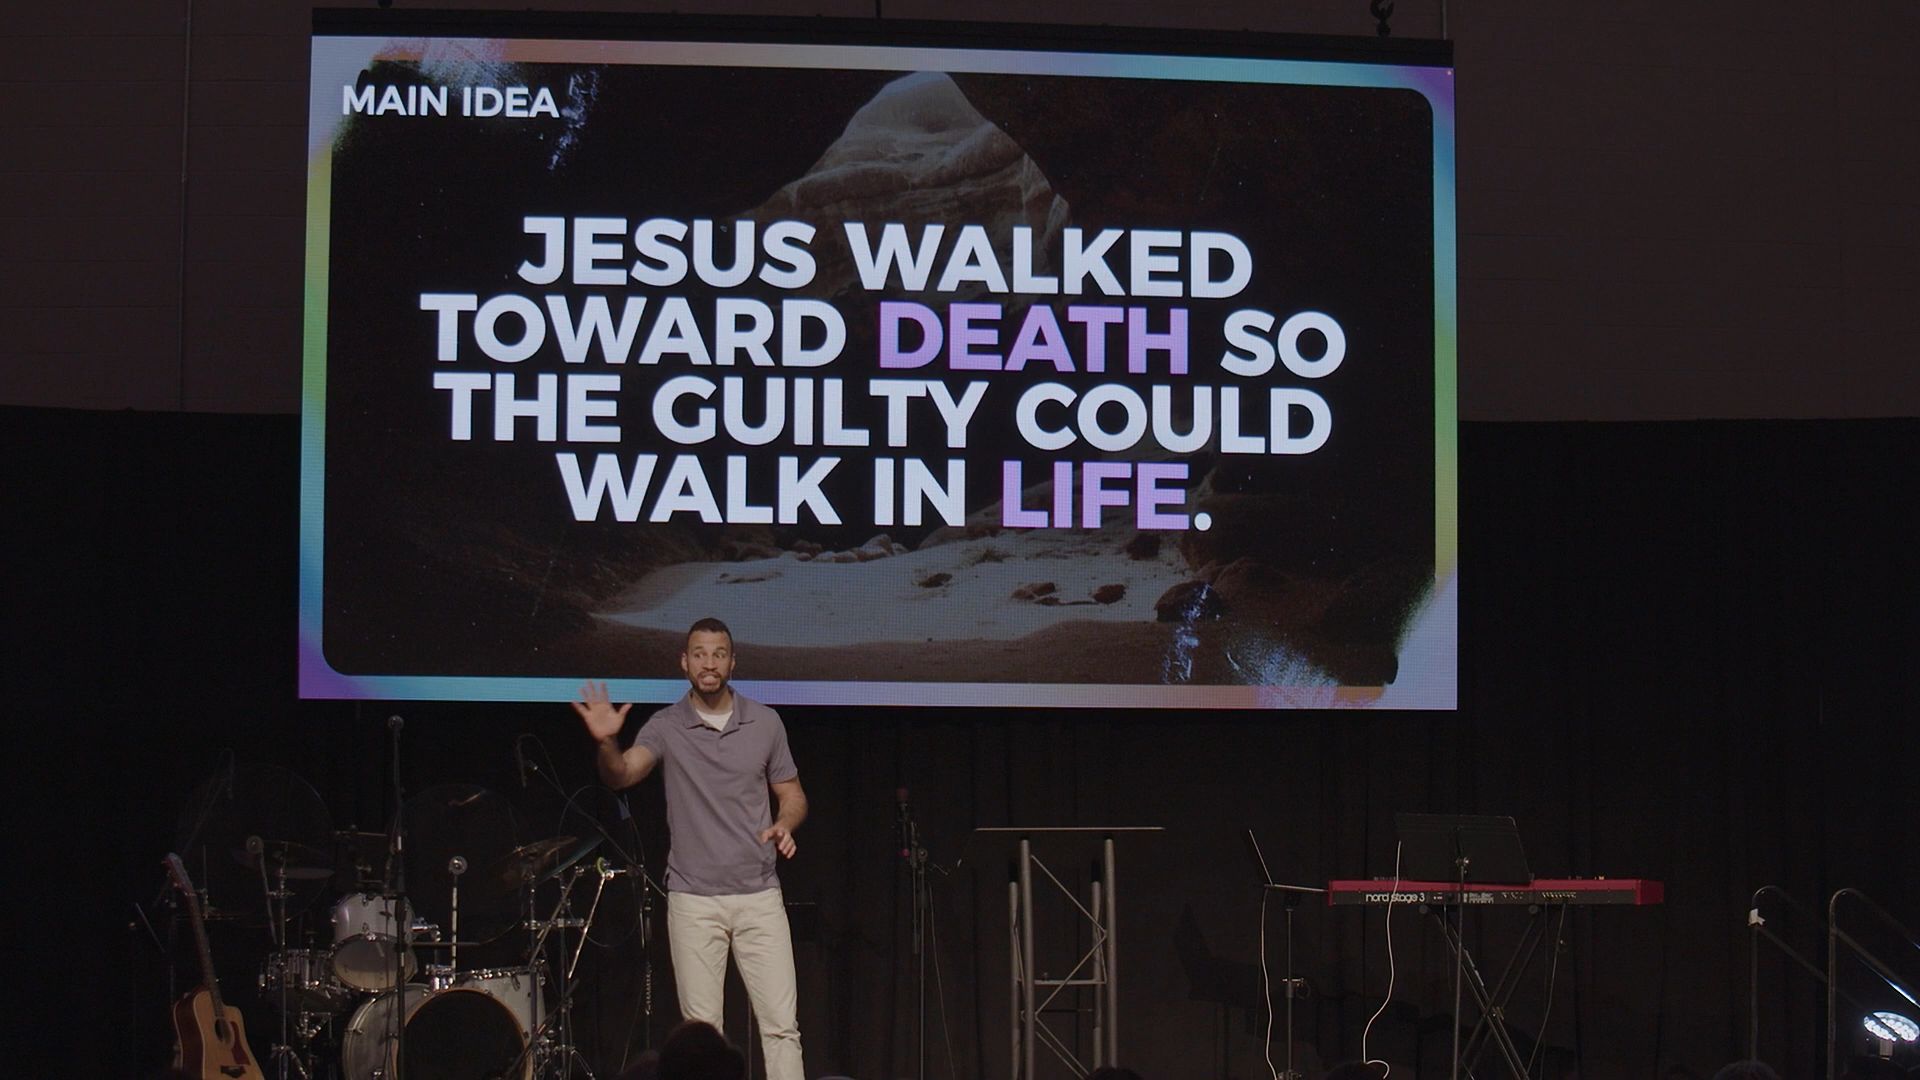 MAIN IDEA
JESUS WALKED
TOWARD DEATH SO
THE GUILTY COULD
WALK IN LIFE.
nord stage 3